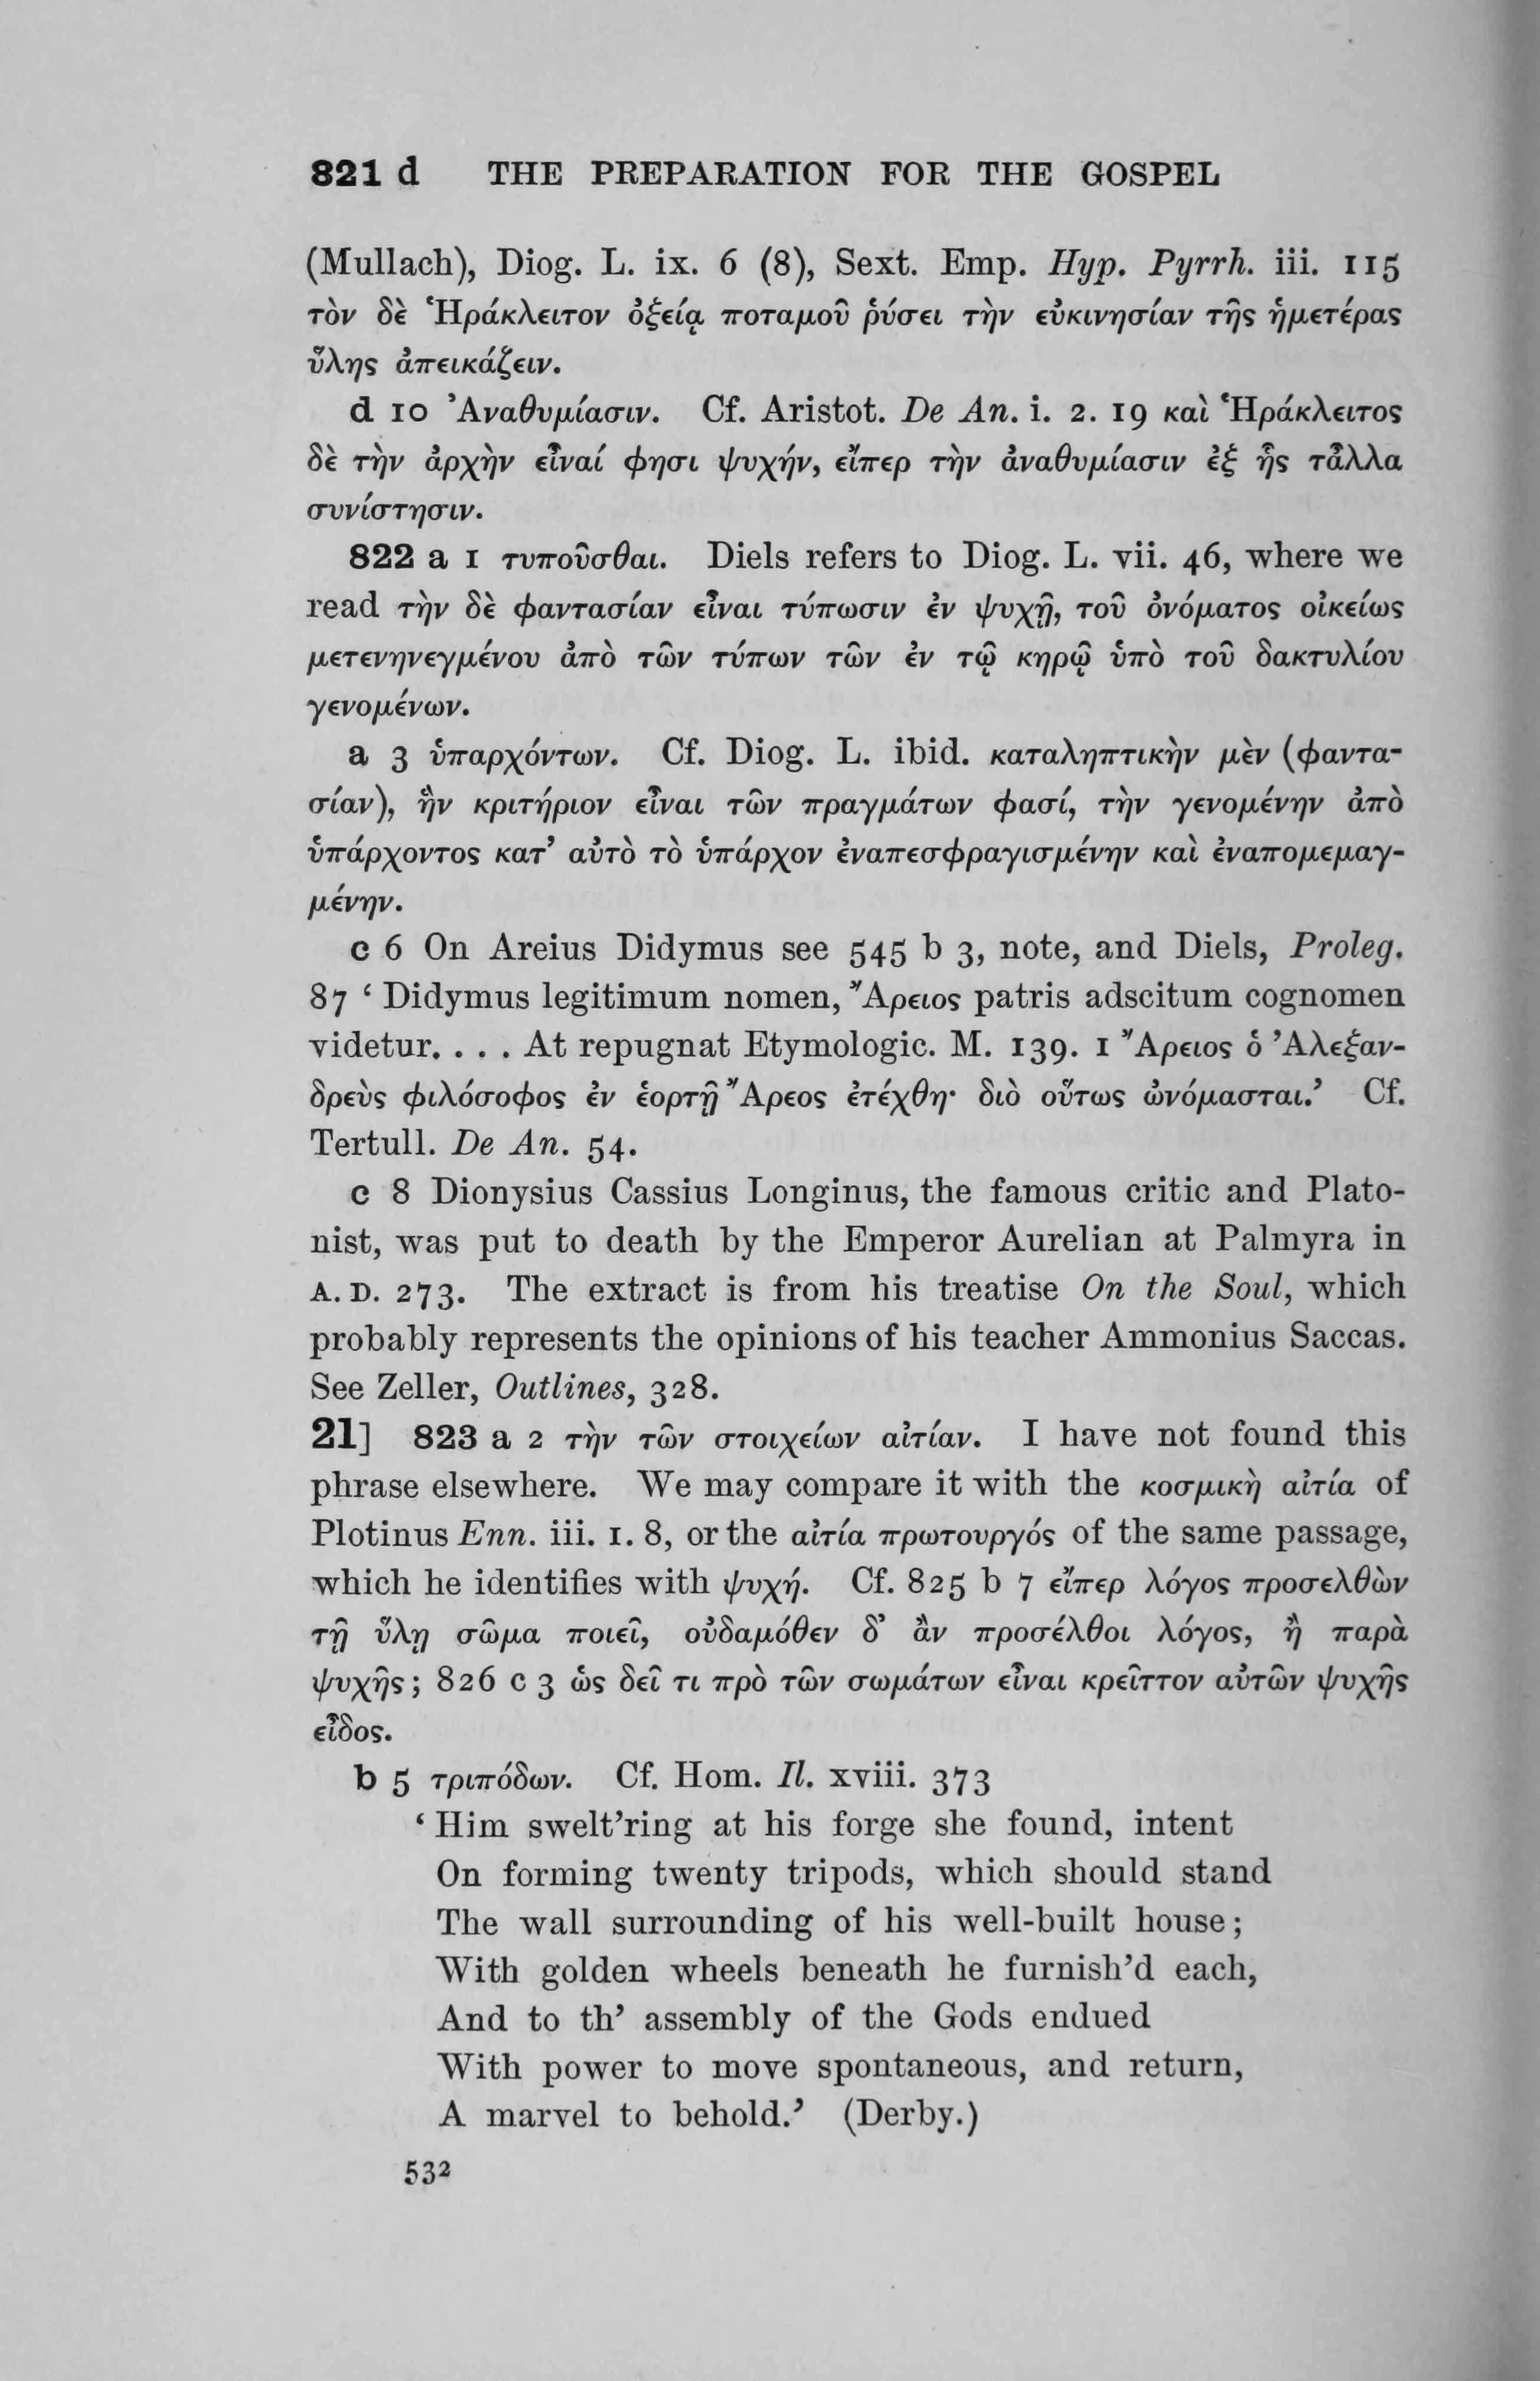 821 d THE PREPARATION FOR THE GOSPEL
(Mullach), Diog. L. ix. 6 (8), Sext. Emp. Hyp. Pyrrh. iii. 115
τὸν δὲ Ἡράκλειτον ὀξείᾳ ποταμοῦ ῥύσει τὴν εὐκινησίαν τῆς ἡμετέρας
ὕλης ἀπεικάζειν.
d 10 Ἀναθυμίασιν. Cf. Aristot. De An. i. 2. 19 καὶ Ἡράκλειτος
δὲ τὴν ἀρχὴν εἶναί φησι ψυχήν, εἴπερ τὴν ἀναθυμίασιν ἐξ ἧς τἆλλα
συνίστησιν.
822 a 1 τυποῦσθαι. Diels refers to Diog. L. vii. 46, where we
read τὴν δὲ φαντασίαν εἶναι τύπωσιν ἐν ψυχῇ, τοῦ ὀνόματος οἰκείως
μετενηνεγμένου ἀπὸ τῶν τύπων τῶν ἐν τῷ κηρῷ ὑπὸ τοῦ δακτυλίου
γενομένων.
a 3 ὑπαρχόντων. Cf. Diog. L. ibid. καταληπτικὴν μὲν (φαντα-
σίαν), ἣν κριτήριον εἶναι τῶν πραγμάτων φασί, τὴν γενομένην ἀπὸ
ὑπάρχοντος κατ’ αὐτὸ τὸ ὑπάρχον ἐναπεσφραγισμένην καὶ ἐναπομεμαγ-
μένην.
c 6 On Areius Didymus see 545 b 3, note, and Diels, Proleg.
87 ‘Didymus legitimum nomen, Ἄρειος patris adscitum cognomen
videtur. . . . At repugnat Etymologic. M. 139. 1 Ἄρειος ὁ Ἀλεξαν-
δρεὺς φιλόσοφος ἐν ἑορτῇ Ἄρεος ἐτέχθη· διὸ οὕτως ὠνόμασται.’ Cf.
Tertull. De An. 54.
c 8 Dionysius Cassius Longinus, the famous critic and Plato-
nist, was put to death by the Emperor Aurelian at Palmyra in
A. D. 273. The extract is from his treatise On the Soul, which
probably represents the opinions of his teacher Ammonius Saccas.
See Zeller, Outlines, 328.
21] 823 a 2 τὴν τῶν στοιχείων αἰτίαν. I have not found this
phrase elsewhere. We may compare it with the κοσμικὴ αἰτία of
Plotinus Enn. iii. 1. 8, or the αἰτία πρωτουργός of the same passage,
which he identifies with ψυχή. Cf. 825 b 7 εἴπερ λόγος προσελθὼν
τῇ ὕλῃ σῶμα ποιεῖ, οὐδαμόθεν δ’ ἂν προσέλθοι λόγος, ἢ παρὰ
ψυχῆς; 826 c 3 ὡς δεῖ τι πρὸ τῶν σωμάτων εἶναι κρεῖττον αὐτῶν ψυχῆς
εἶδος.
b 5 τριπόδων. Cf. Hom. Il. xviii. 373
‘Him swelt’ring at his forge she found, intent
On forming twenty tripods, which should stand
The wall surrounding of his well-built house;
With golden wheels beneath he furnish’d each,
And to th’ assembly of the Gods endued
With power to move spontaneous, and return,
A marvel to behold.’ (Derby.)
532